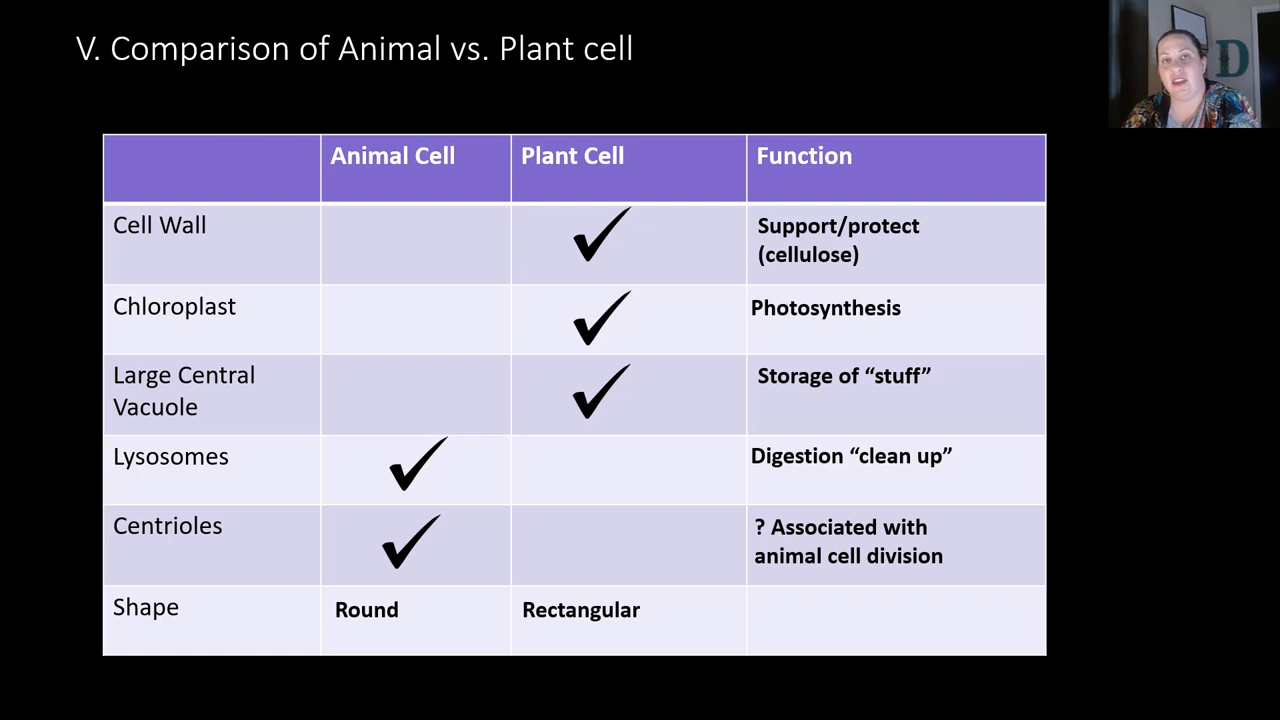 V. Comparison of Animal vs. Plant cell
D
Animal Cell Plant Cell Function
Cell Wall ✓ Support/protect
(cellulose)
Chloroplast ✓ Photosynthesis
Large Central
Vacuole ✓ Storage of “stuff”
Lysosomes ✓ Digestion “clean up”
Centrioles ✓ ? Associated with
animal cell division
Shape Round Rectangular